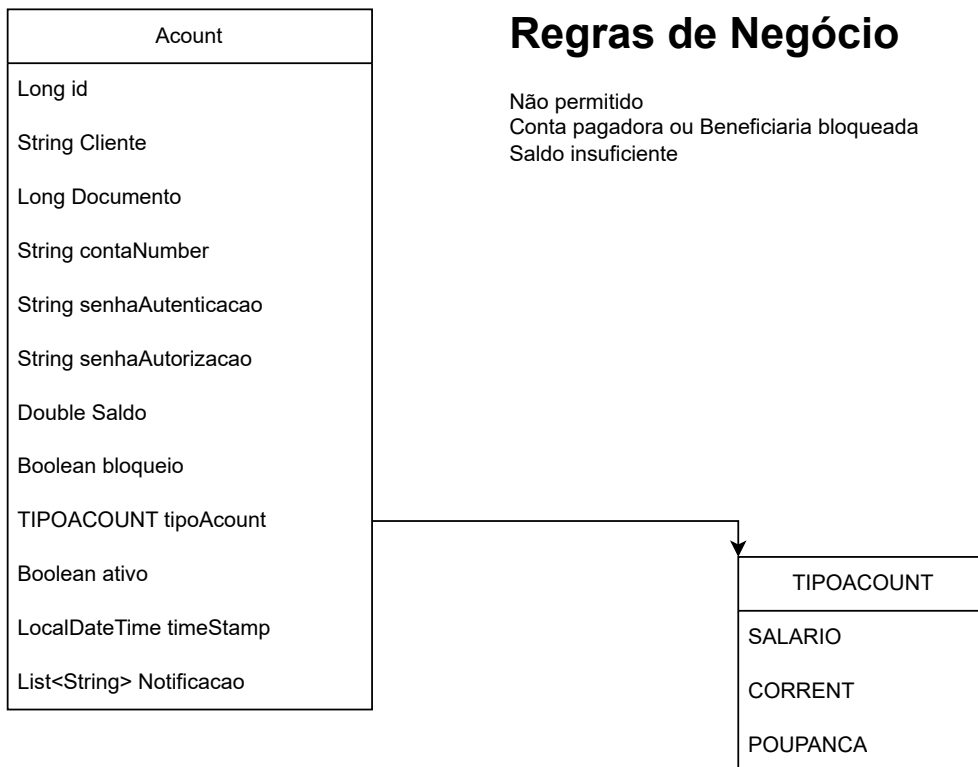 Acount
Long id
String Cliente
Long Documento
String contaNumber
String senhaAutenticacao
String senhaAutorizacao
Double Saldo
Boolean bloqueio
TIPOACOUNT tipoAcount
Boolean ativo
LocalDateTime timeStamp
List<String> Notificacao
Regras de Negócio
Não permitido
Conta pagadora ou Beneficiaria bloqueada
Saldo insuficiente
TIPOACOUNT
SALARIO
CORRENT
POUPANCA